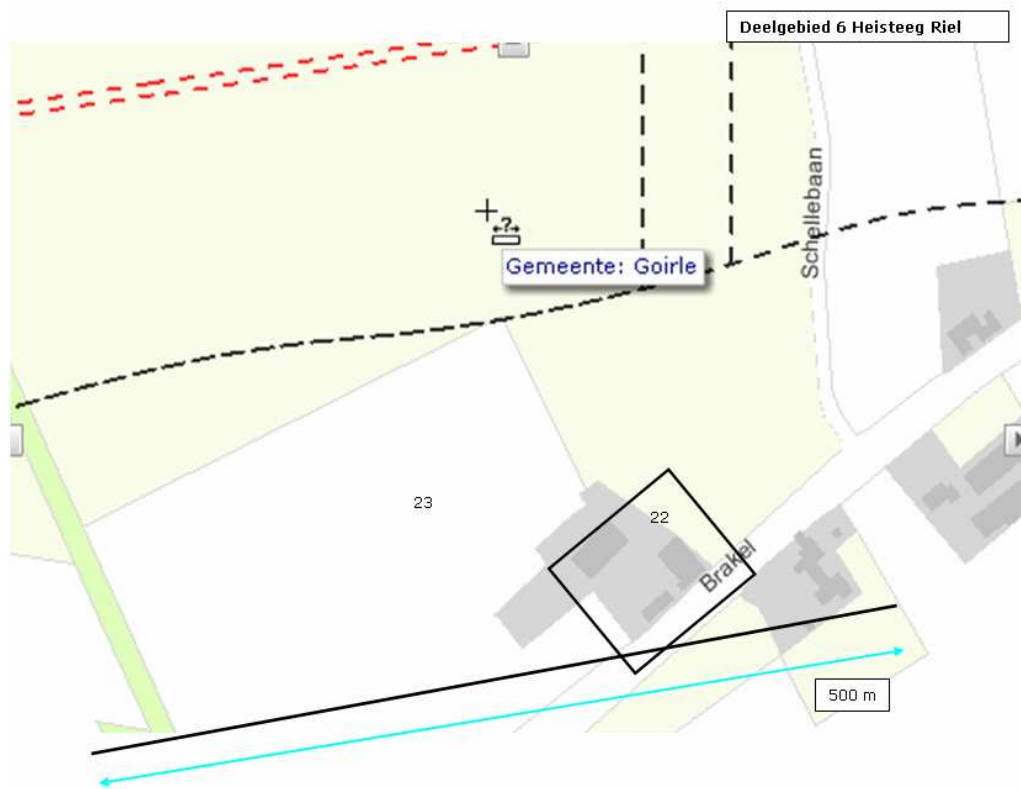 Deelgebied 6 Heisteeg Riel
Schellebaan
←?→
Gemeente: Goirle
23
22
Brakel
500 m